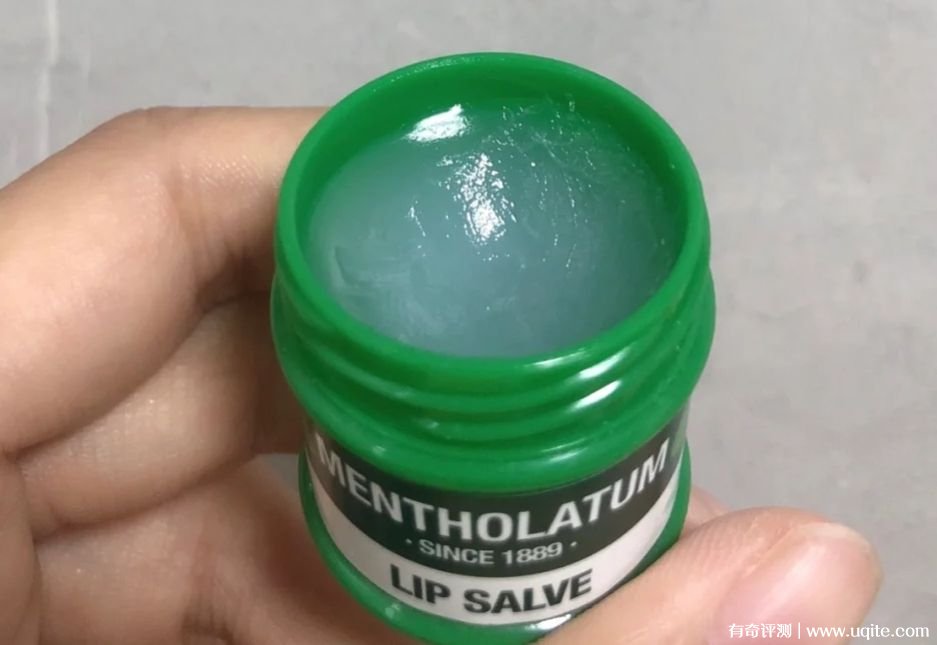 MENTHOLATUM
· SINCE 1889 ·
LIP SALVE
有奇评测 | www.uqite.com